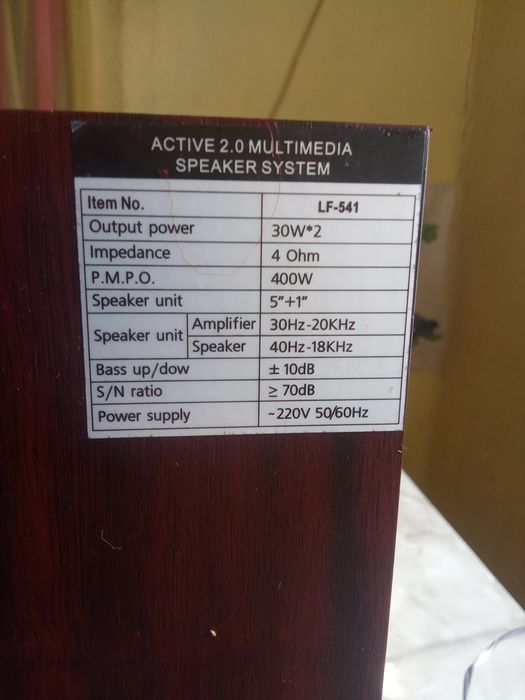 ACTIVE 2.0 MULTIMEDIA
SPEAKER SYSTEM
Item No. LF-541
Output power 30W*2
Impedance 4 Ohm
P.M.P.O. 400W
Speaker unit 5"+1"
Speaker unit Amplifier 30Hz-20KHz
Speaker 40Hz-18KHz
Bass up/dow ± 10dB
S/N ratio ≥ 70dB
Power supply ~220V 50/60Hz